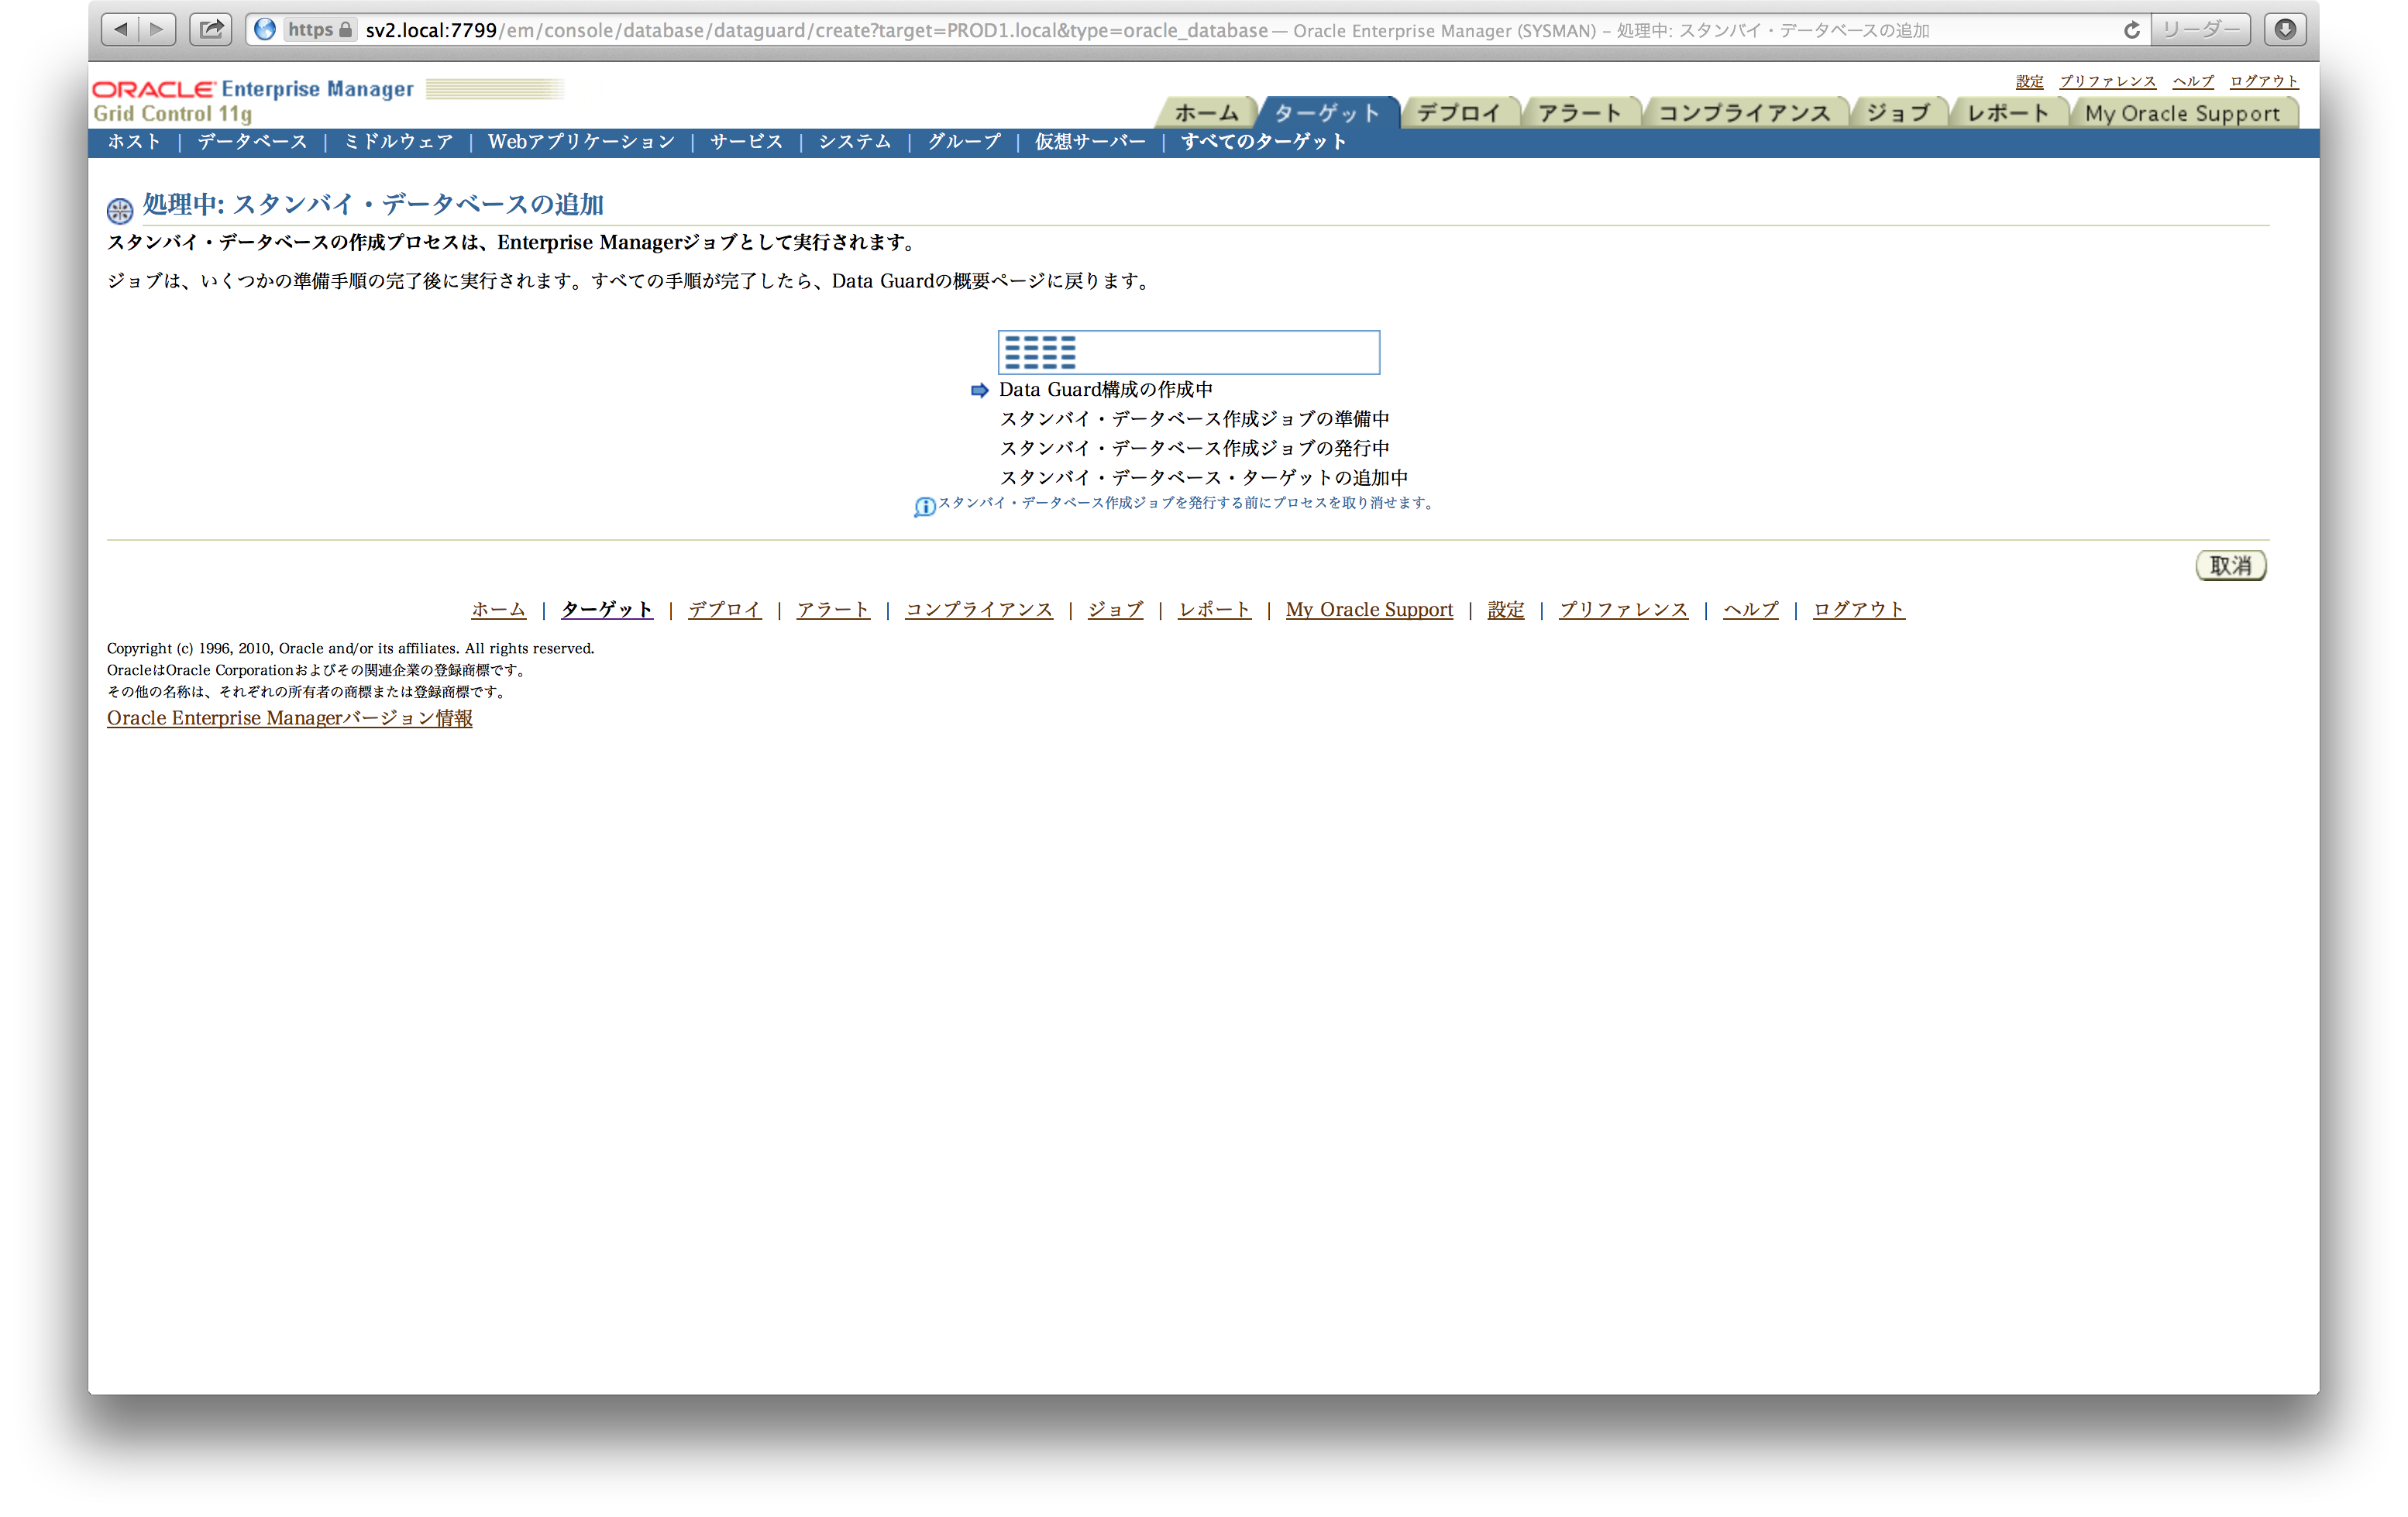 https sv2.local:7799/em/console/database/dataguard/create?target=PROD1.local&type=oracle_database — Oracle Enterprise Manager (SYSMAN) – 処理中: スタンバイ・データベースの追加 リーダー
設定 プリファレンス ヘルプ ログアウト
ORACLE Enterprise Manager
Grid Control 11g
ホーム ターゲット デプロイ アラート コンプライアンス ジョブ レポート My Oracle Support
ホスト | データベース | ミドルウェア | Webアプリケーション | サービス | システム | グループ | 仮想サーバー | すべてのターゲット
処理中: スタンバイ・データベースの追加
スタンバイ・データベースの作成プロセスは、Enterprise Managerジョブとして実行されます。
ジョブは、いくつかの準備手順の完了後に実行されます。すべての手順が完了したら、Data Guardの概要ページに戻ります。
Data Guard構成の作成中
スタンバイ・データベース作成ジョブの準備中
スタンバイ・データベース作成ジョブの発行中
スタンバイ・データベース・ターゲットの追加中
スタンバイ・データベース作成ジョブを発行する前にプロセスを取り消せます。
取消
ホーム | ターゲット | デプロイ | アラート | コンプライアンス | ジョブ | レポート | My Oracle Support | 設定 | プリファレンス | ヘルプ | ログアウト
Copyright (c) 1996, 2010, Oracle and/or its affiliates. All rights reserved.
OracleはOracle Corporationおよびその関連企業の登録商標です。
その他の名称は、それぞれの所有者の商標または登録商標です。
Oracle Enterprise Managerバージョン情報